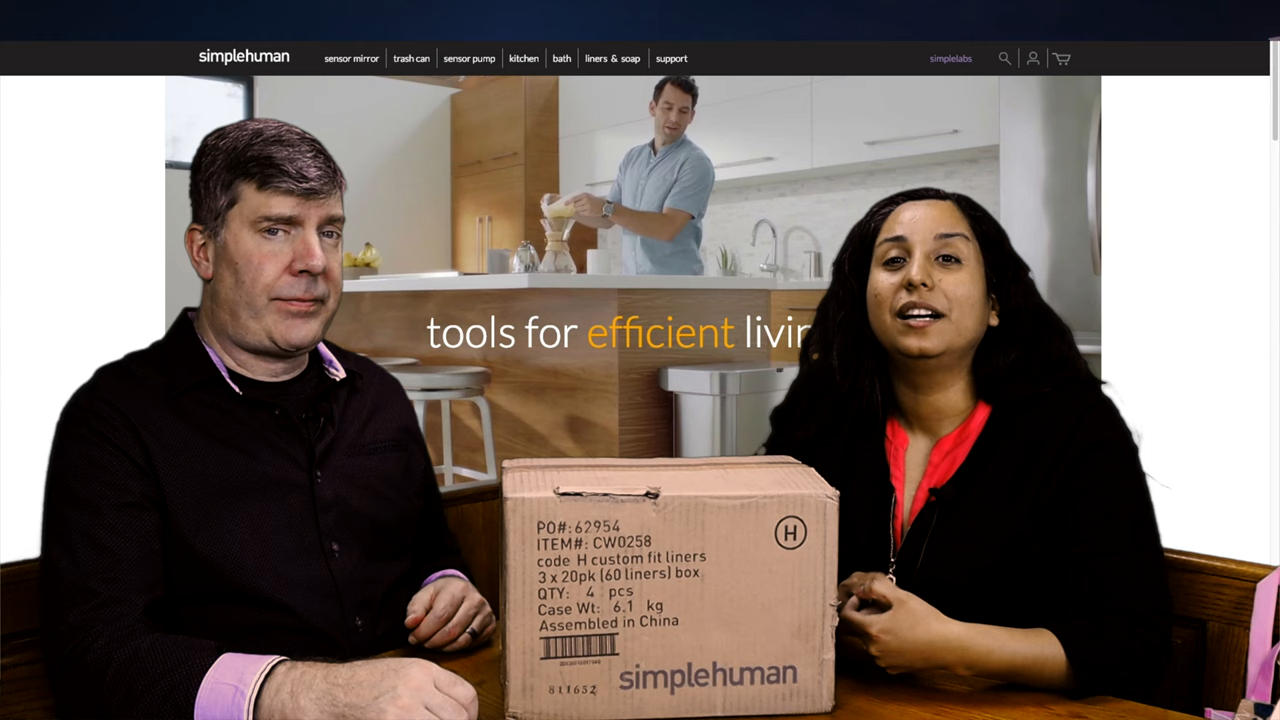 simplehuman
sensor mirror trash can sensor pump kitchen bath liners & soap support
simplelabs
tools for efficient livin
PO#: 62954
ITEM#: CW0258
code H custom fit liners
3 x 20pk (60 liners) box
QTY: 4 pcs
Case Wt: 6.1 kg
Assembled in China
H
811652
simplehuman